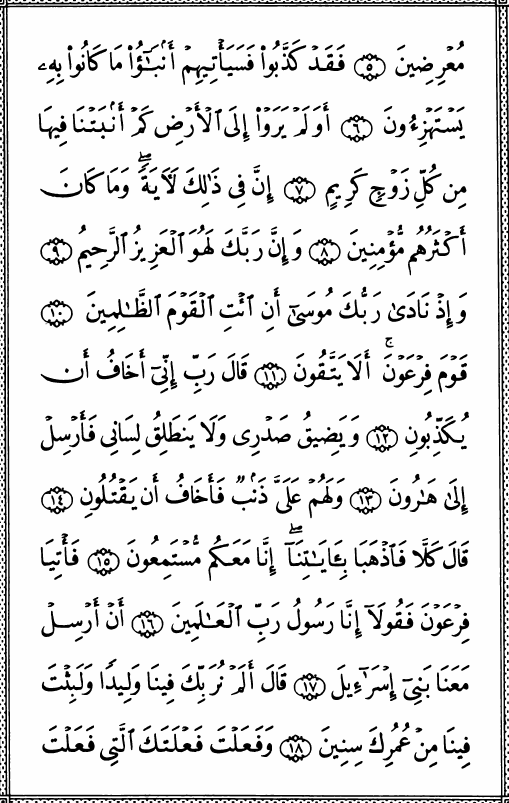 مُعْرِضِينَ ٥ فَقَدْ كَذَّبُوا۟ فَسَيَأْتِيهِمْ أَنۢبَـٰٓؤُا۟ مَا كَانُوا۟ بِهِۦ
يَسْتَهْزِءُونَ ٦ أَوَلَمْ يَرَوْا۟ إِلَى ٱلْأَرْضِ كَمْ أَنۢبَتْنَا فِيهَا
مِن كُلِّ زَوْجٍ كَرِيمٍ ٧ إِنَّ فِى ذَٰلِكَ لَـَٔايَةً ۖ وَمَا كَانَ
أَكْثَرُهُم مُّؤْمِنِينَ ٨ وَإِنَّ رَبَّكَ لَهُوَ ٱلْعَزِيزُ ٱلرَّحِيمُ ٩
وَإِذْ نَادَىٰ رَبُّكَ مُوسَىٰٓ أَنِ ٱئْتِ ٱلْقَوْمَ ٱلظَّـٰلِمِينَ ١٠
قَوْمَ فِرْعَوْنَ ۚ أَلَا يَتَّقُونَ ١١ قَالَ رَبِّ إِنِّىٓ أَخَافُ أَن
يُكَذِّبُونِ ١٢ وَيَضِيقُ صَدْرِى وَلَا يَنطَلِقُ لِسَانِى فَأَرْسِلْ
إِلَىٰ هَـٰرُونَ ١٣ وَلَهُمْ عَلَىَّ ذَنۢبٌ فَأَخَافُ أَن يَقْتُلُونِ ١٤
قَالَ كَلَّا فَٱذْهَبَا بِـَٔايَـٰتِنَآ ۖ إِنَّا مَعَكُم مُّسْتَمِعُونَ ١٥ فَأْتِيَا
فِرْعَوْنَ فَقُولَآ إِنَّا رَسُولُ رَبِّ ٱلْعَـٰلَمِينَ ١٦ أَنْ أَرْسِلْ
مَعَنَا بَنِىٓ إِسْرَٰٓءِيلَ ١٧ قَالَ أَلَمْ نُرَبِّكَ فِينَا وَلِيدًا وَلَبِثْتَ
فِينَا مِنْ عُمُرِكَ سِنِينَ ١٨ وَفَعَلْتَ فَعْلَتَكَ ٱلَّتِى فَعَلْتَ